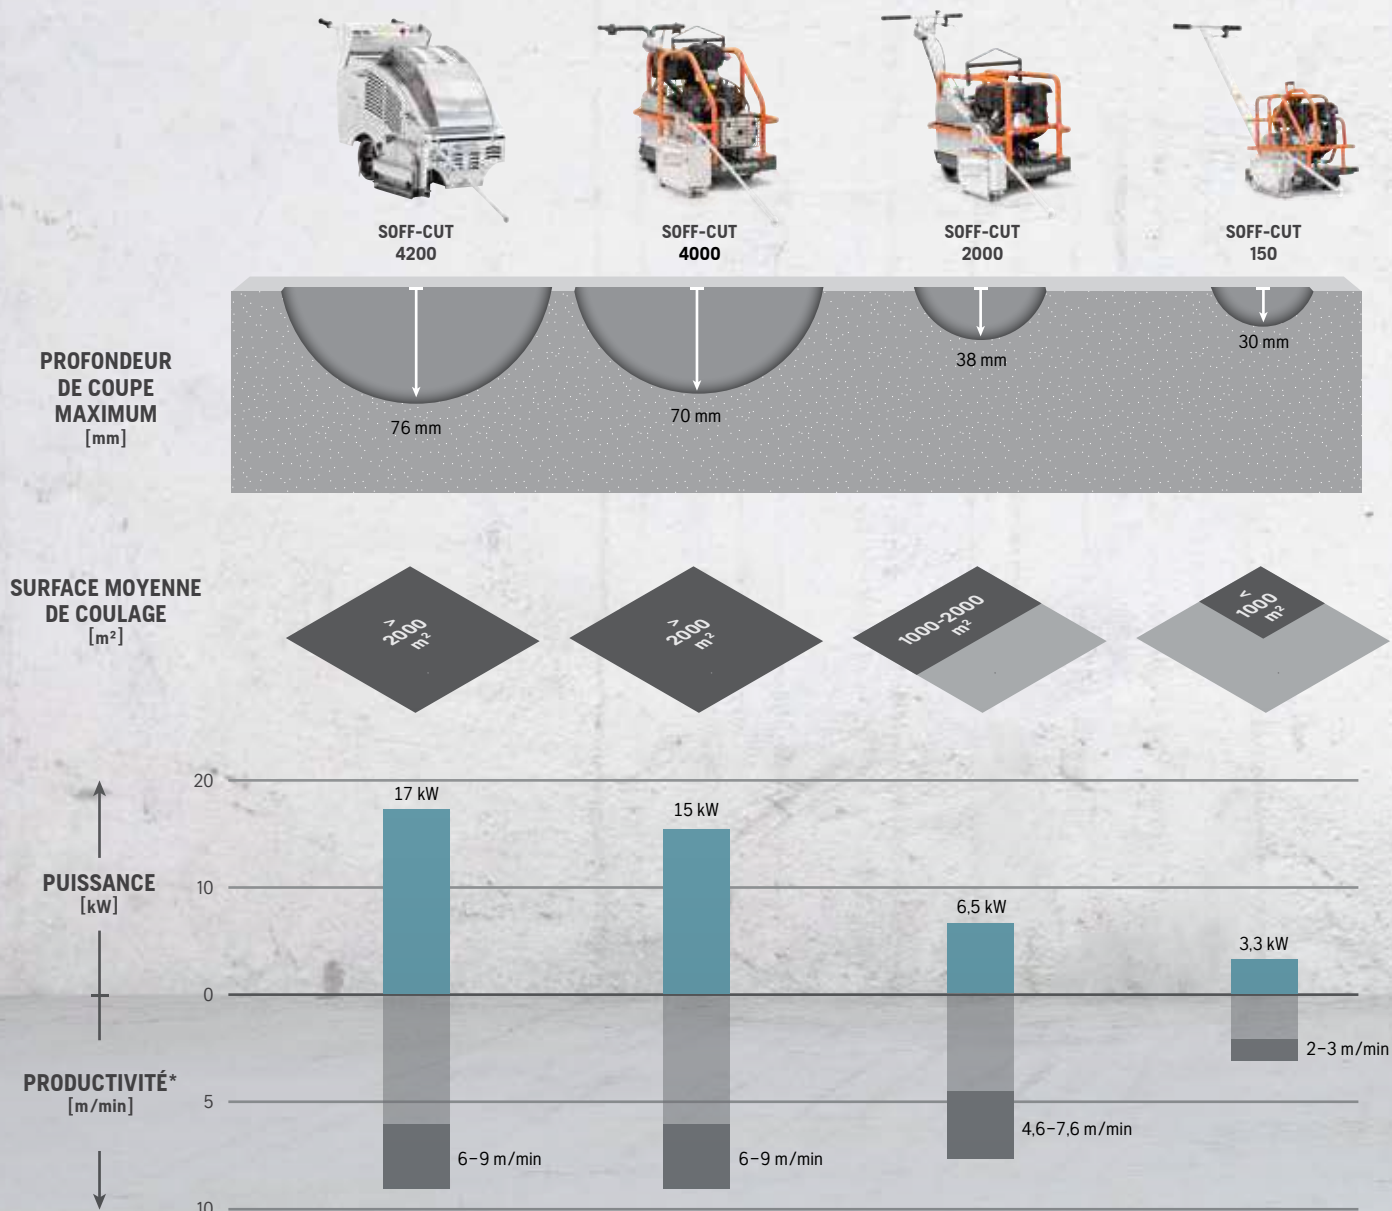 SOFF-CUT
4200
SOFF-CUT
4000
SOFF-CUT
2000
SOFF-CUT
150
PROFONDEUR
DE COUPE
MAXIMUM
[mm]
76 mm
70 mm
38 mm
30 mm
SURFACE MOYENNE
DE COULAGE
[m²]
>
2000
m²
>
2000
m²
1000-2000
m²
<
1000
m²
20
17 kW
15 kW
PUISSANCE
[kW]
10
6,5 kW
3,3 kW
0
2–3 m/min
PRODUCTIVITÉ*
[m/min]
5
4,6–7,6 m/min
6–9 m/min
6–9 m/min
10